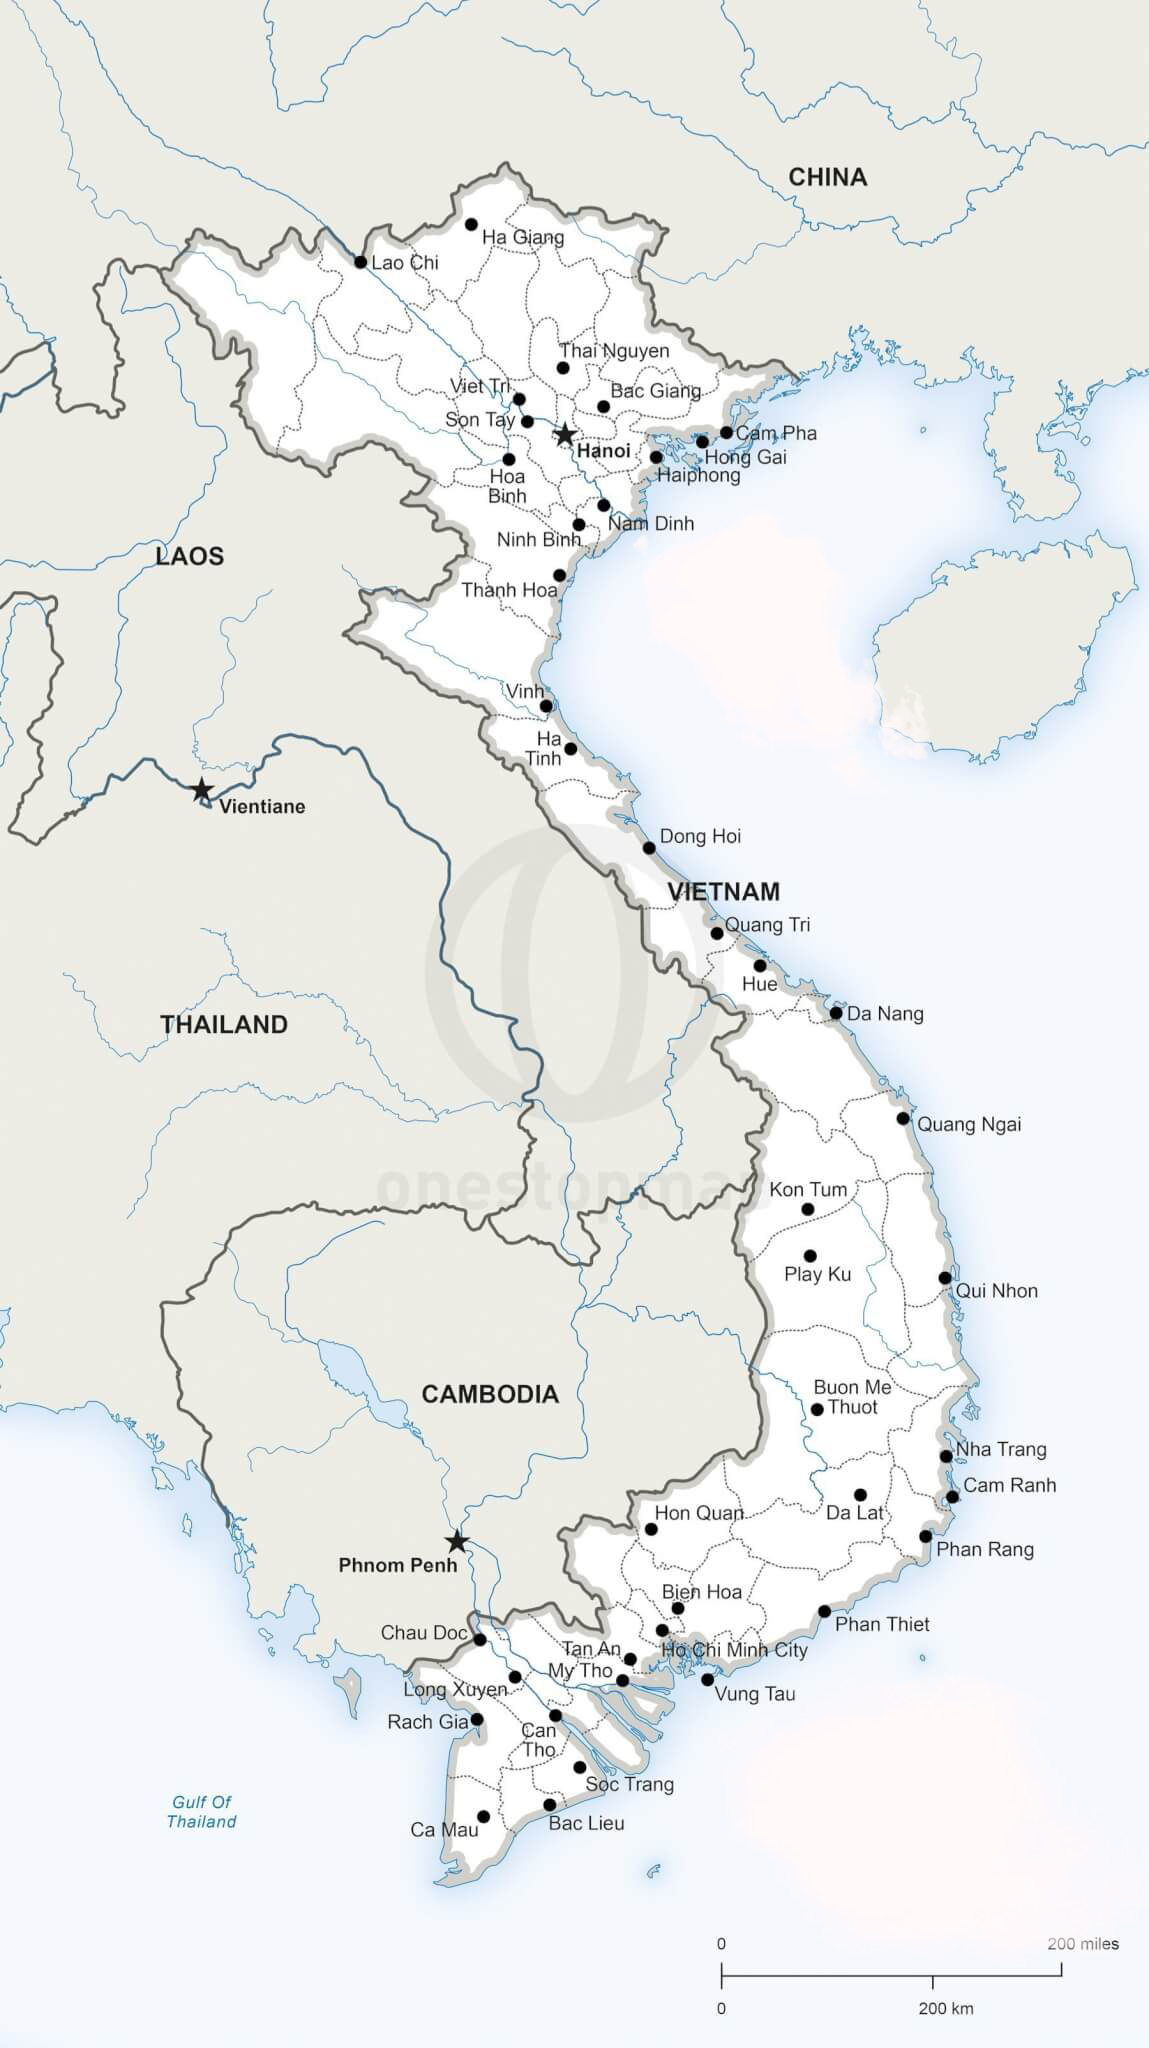 CHINA
Ha Giang
Lao Chi
Thai Nguyen
Viet Tri
Bac Giang
Son Tay
Cam Pha
Hanoi
Hong Gai
Haiphong
Hoa
Binh
Nam Dinh
Ninh Binh
LAOS
Thanh Hoa
Vinh
Ha
Tinh
Vientiane
Dong Hoi
VIETNAM
Quang Tri
Hue
Da Nang
THAILAND
Quang Ngai
onestopmap
Kon Tum
Play Ku
Qui Nhon
CAMBODIA
Buon Me
Thuot
Nha Trang
Cam Ranh
Hon Quan
Da Lat
Phan Rang
Phnom Penh
Bien Hoa
Phan Thiet
Chau Doc
Tan An
Ho Chi Minh City
My Tho
Long Xuyen
Vung Tau
Rach Gia
Can
Tho
Soc Trang
Gulf Of
Thailand
Ca Mau
Bac Lieu
0 200 miles
0 200 km